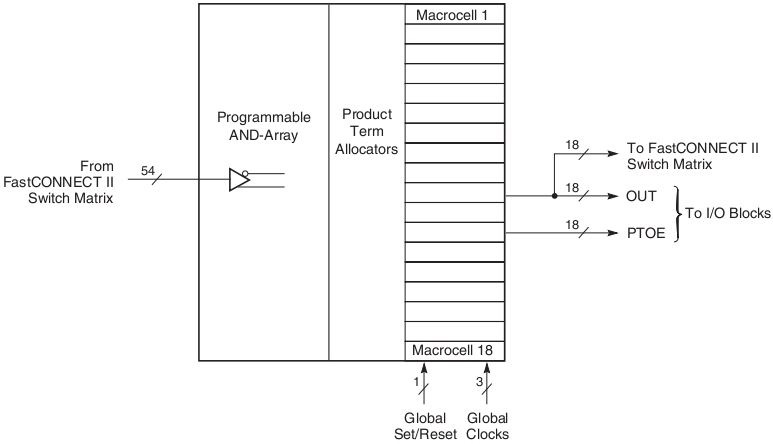 Macrocell 1
Programmable
AND-Array
Product
Term
Allocators
From
FastCONNECT II
Switch Matrix
54
18
To FastCONNECT II
Switch Matrix
18
OUT
To I/O Blocks
18
PTOE
Macrocell 18
1
3
Global
Set/Reset
Global
Clocks